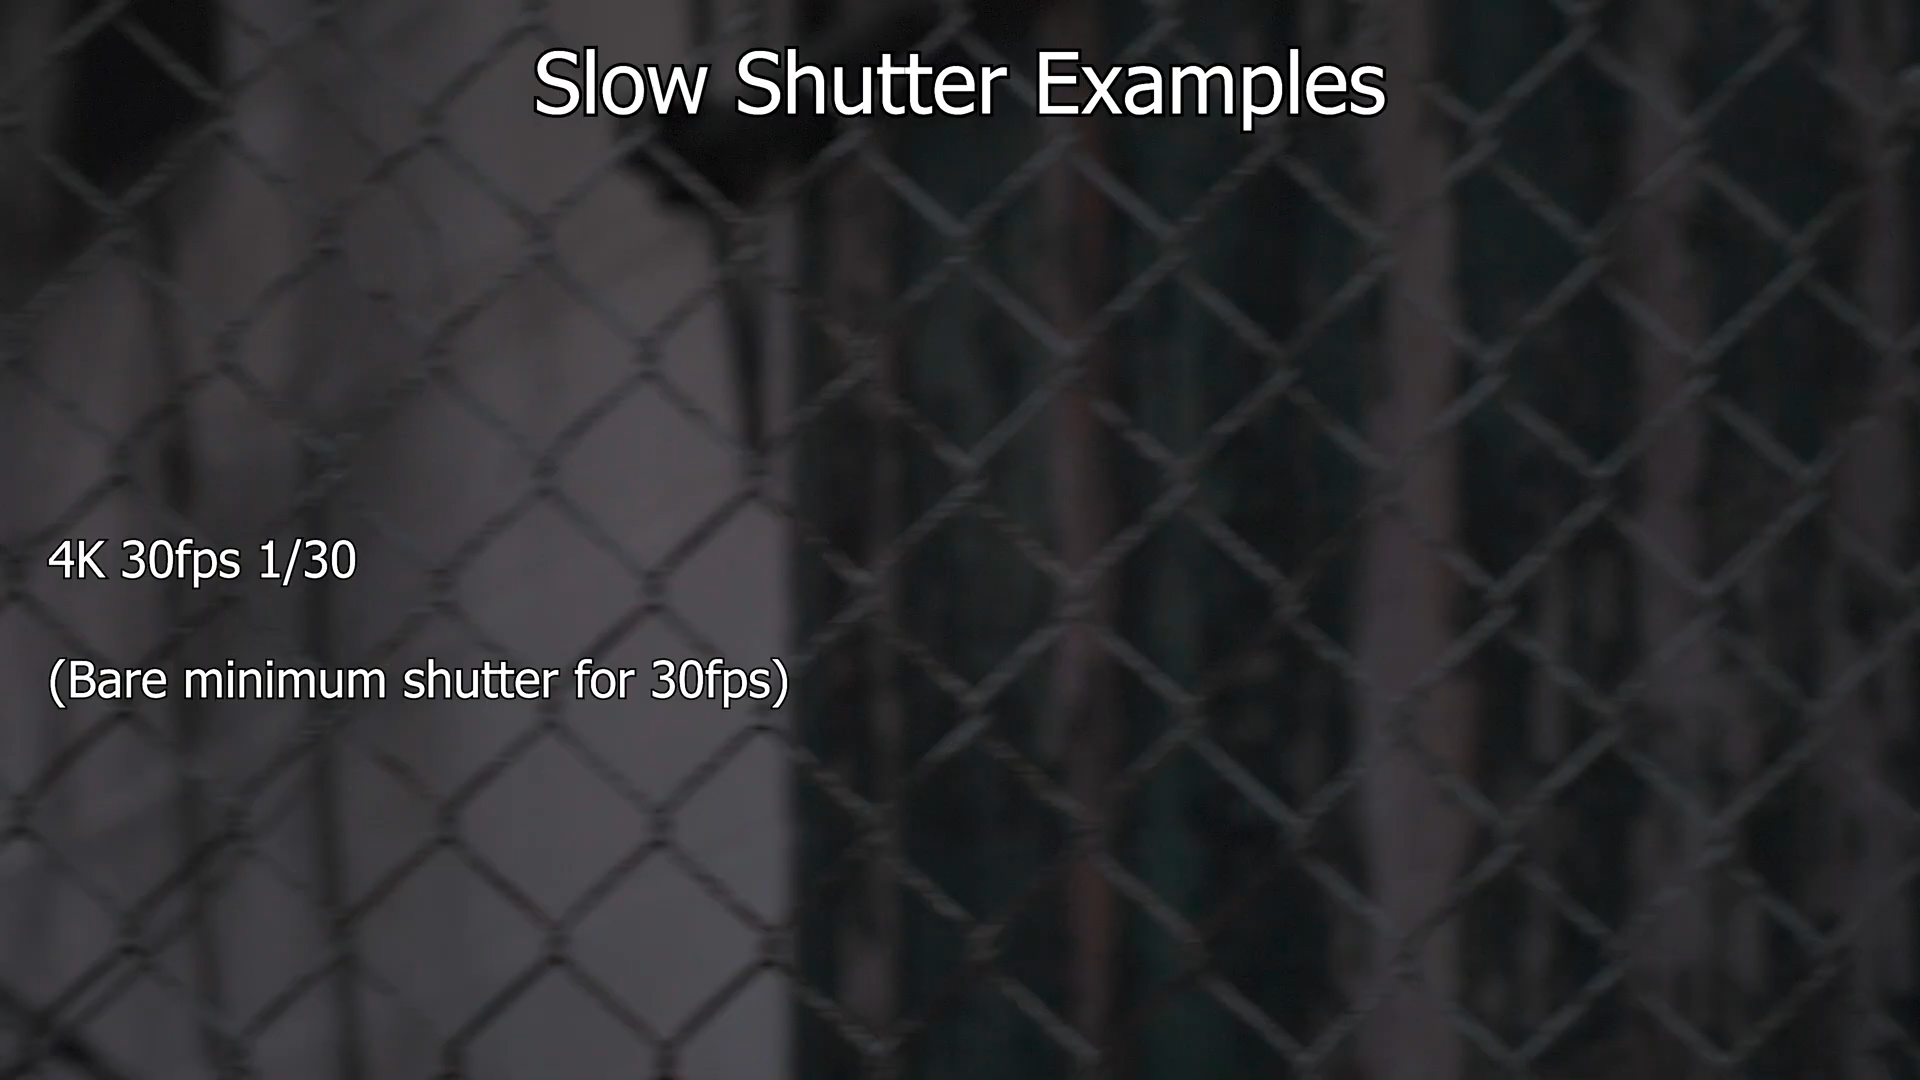 Slow Shutter Examples
4K 30fps 1/30
(Bare minimum shutter for 30fps)